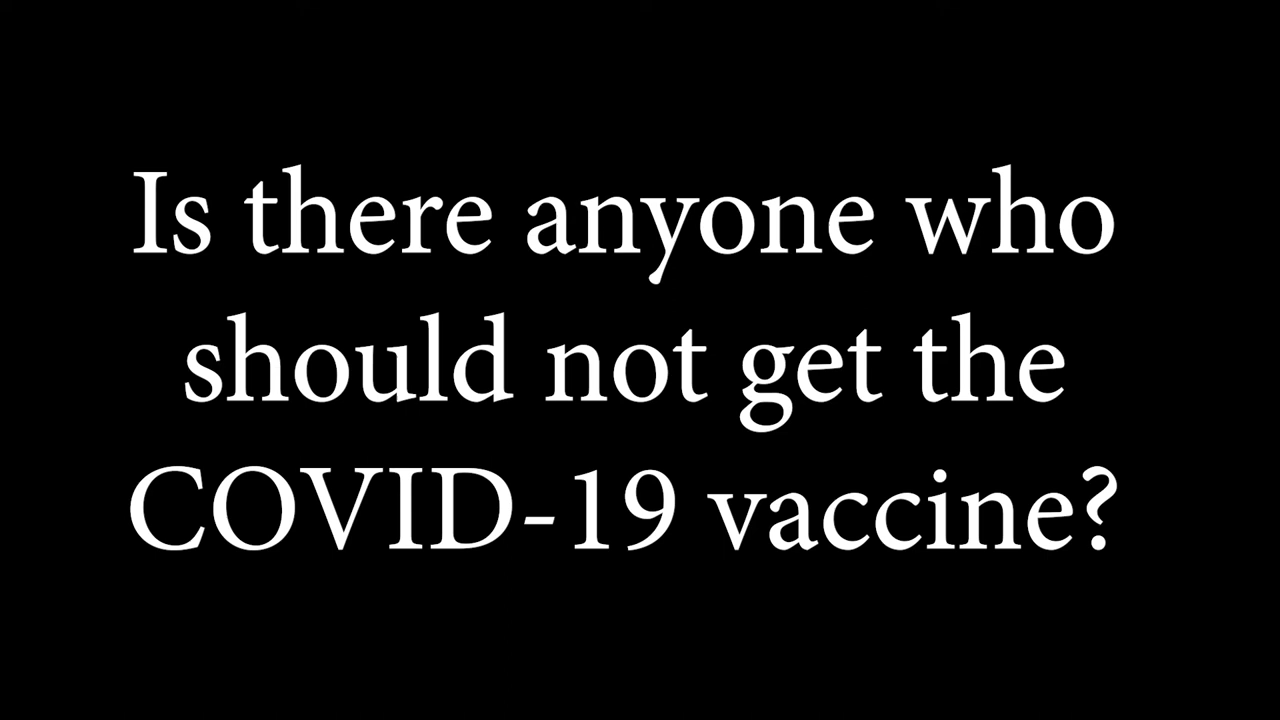 Is there anyone who
should not get the
COVID-19 vaccine?